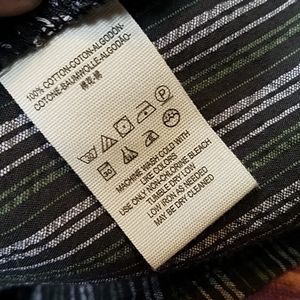 100% COTTON-COTON-ALGODON-
COTONE-BAUMWOLLE-ALGODÃO-
MACHINE WASH COLD WITH
LIKE COLORS
USE ONLY NON-CHLORINE BLEACH
TUMBLE DRY LOW
LOW IRON AS NEEDED
MAY BE DRY CLEANED